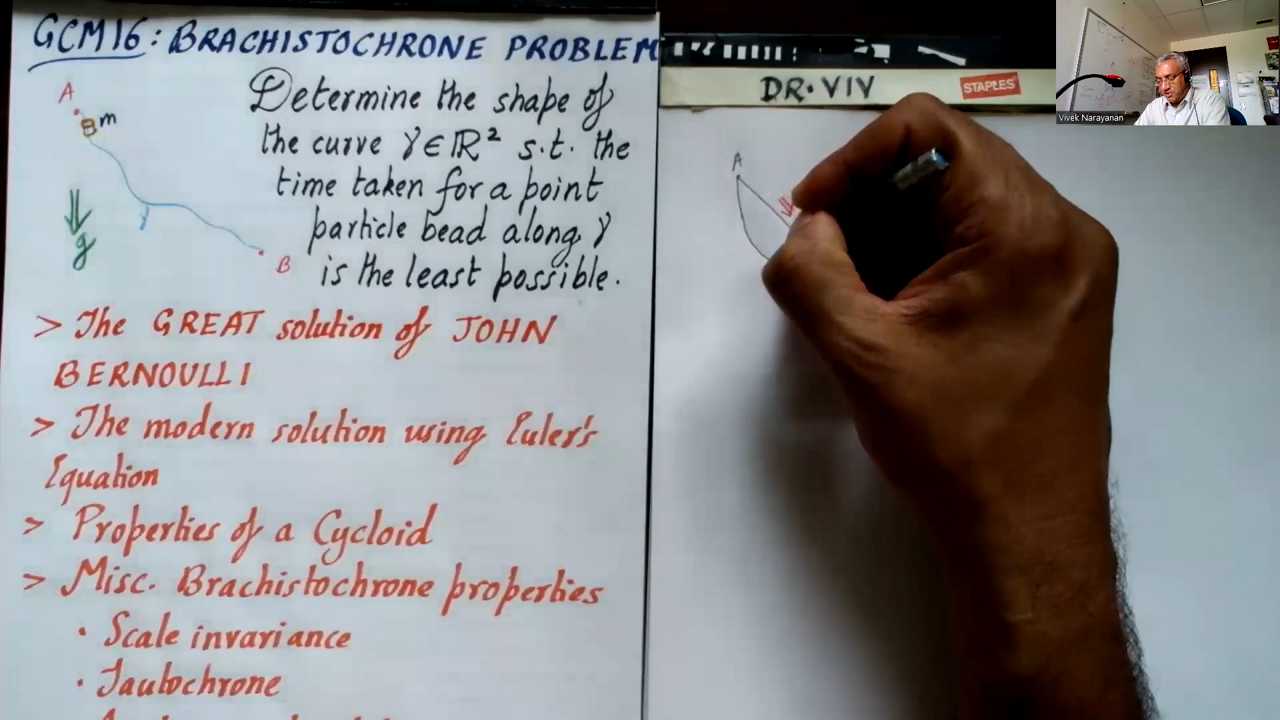 GCM16: BRACHISTOCHRONE PROBLEM
A
m
g
γ
B
Determine the shape of
the curve γ∈ℝ² s.t. the
time taken for a point
particle bead along γ
is the least possible.
> The GREAT solution of JOHN
BERNOULLI
> The modern solution using Euler's
Equation
> Properties of a Cycloid
> Misc. Brachistochrone properties
· Scale invariance
· Tautochrone
DR·VIV
STAPLES
A
Vivek Narayanan